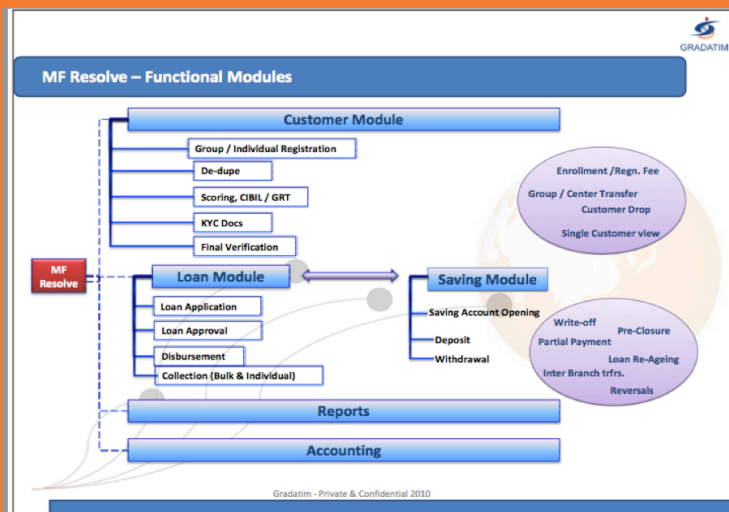 GRADATIM
MF Resolve – Functional Modules
Customer Module
Group / Individual Registration
De-dupe
Scoring, CIBIL / GRT
KYC Docs
Final Verification
Enrollment /Regn. Fee
Group / Center Transfer
Customer Drop
Single Customer view
MF
Resolve
Loan Module
Loan Application
Loan Approval
Disbursement
Collection (Bulk & Individual)
Saving Module
Saving Account Opening
Deposit
Withdrawal
Write-off
Pre-Closure
Partial Payment
Loan Re-Ageing
Inter Branch trfrs.
Reversals
Reports
Accounting
Gradatim - Private & Confidential 2010